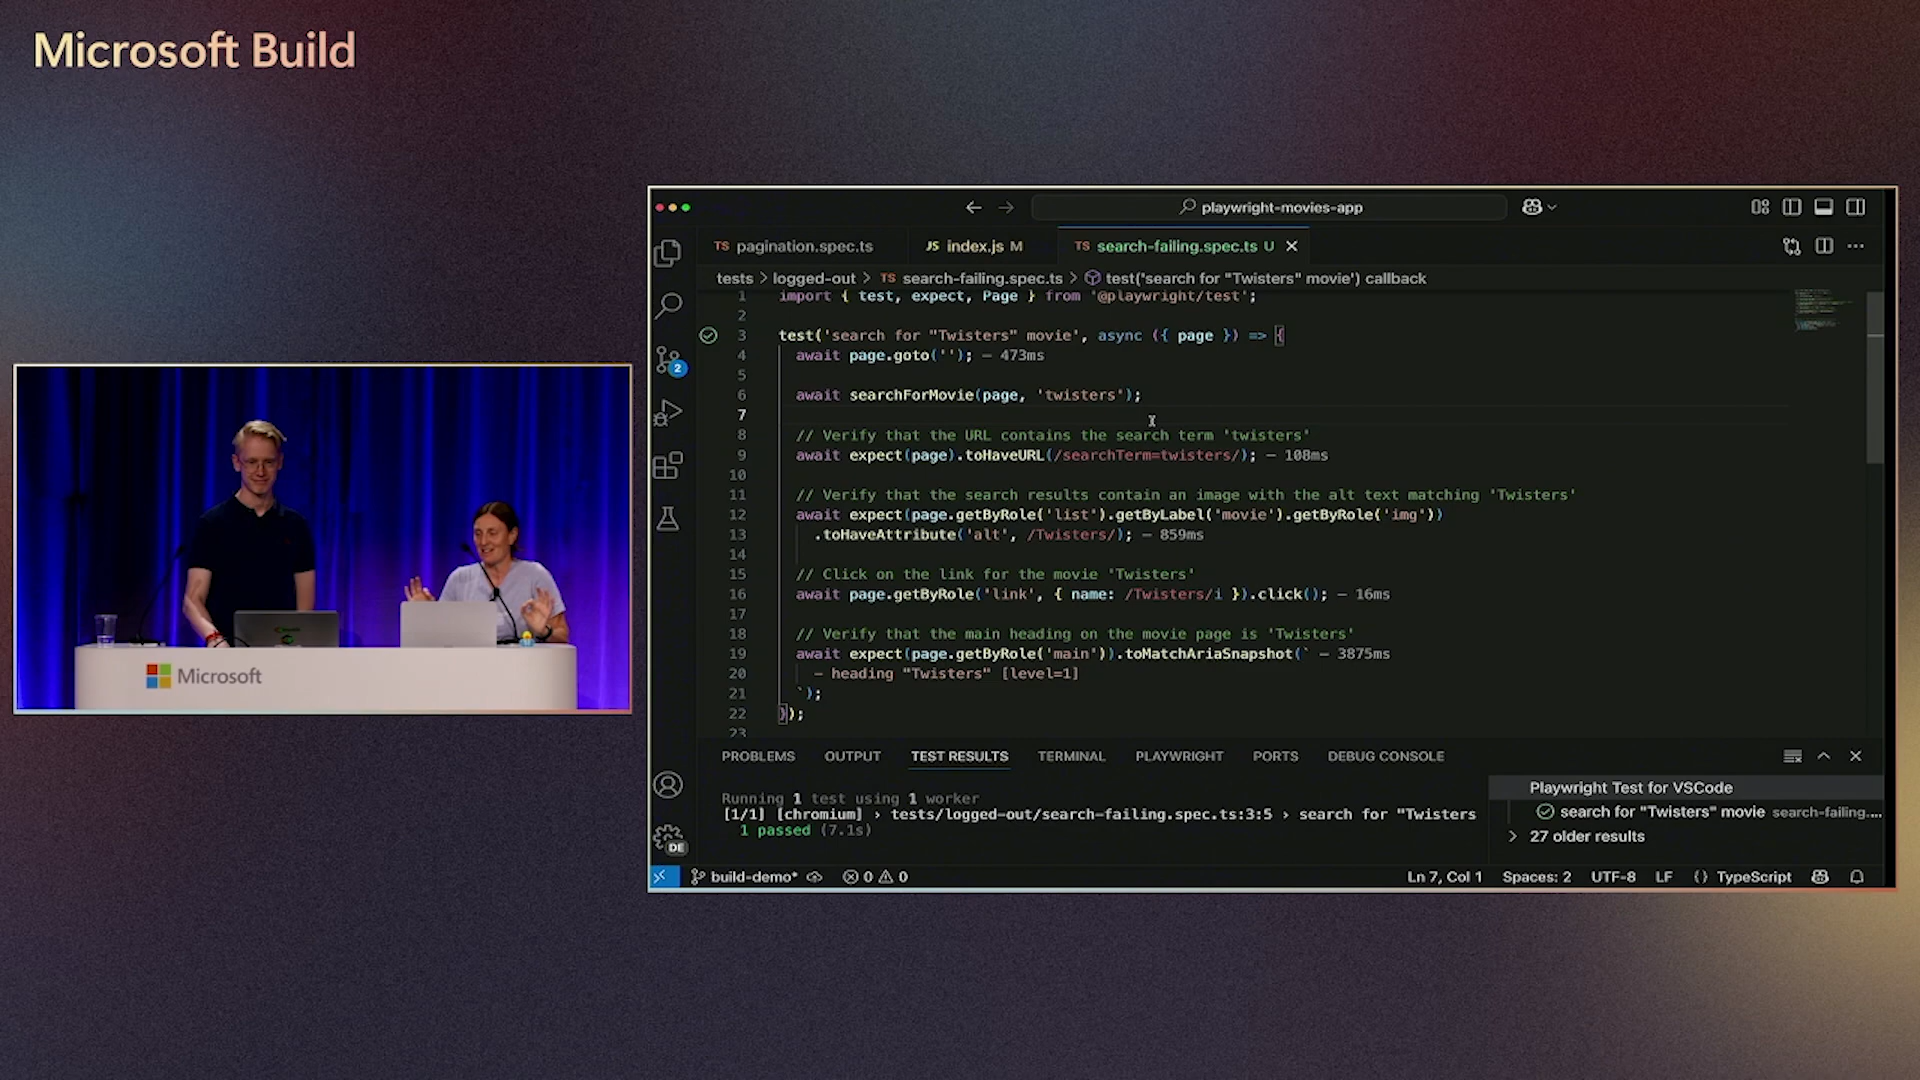 Microsoft Build
Microsoft
playwright-movies-app
TS pagination.spec.ts
JS index.js M
TS search-failing.spec.ts U
tests > logged-out > TS search-failing.spec.ts > test('search for "Twisters" movie') callback
1 import { test, expect, Page } from '@playwright/test';
2
3 test('search for "Twisters" movie', async ({ page }) => {
4 await page.goto(''); — 473ms
5
6 await searchForMovie(page, 'twisters');
7
8 // Verify that the URL contains the search term 'twisters'
9 await expect(page).toHaveURL(/searchTerm=twisters/); — 108ms
10
11 // Verify that the search results contain an image with the alt text matching 'Twisters'
12 await expect(page.getByRole('list').getByLabel('movie').getByRole('img'))
13 .toHaveAttribute('alt', /Twisters/); — 859ms
14
15 // Click on the link for the movie 'Twisters'
16 await page.getByRole('link', { name: /Twisters/i }).click(); — 16ms
17
18 // Verify that the main heading on the movie page is 'Twisters'
19 await expect(page.getByRole('main')).toMatchAriaSnapshot(` — 3875ms
20 - heading "Twisters" [level=1]
21 `);
22 });
23
2
DE
PROBLEMS OUTPUT TEST RESULTS TERMINAL PLAYWRIGHT PORTS DEBUG CONSOLE
Running 1 test using 1 worker
[1/1] [chromium] › tests/logged-out/search-failing.spec.ts:3:5 › search for "Twisters
1 passed (7.1s)
Playwright Test for VSCode
search for "Twisters" movie search-failing....
27 older results
build-demo* 0 0
Ln 7, Col 1 Spaces: 2 UTF-8 LF {} TypeScript